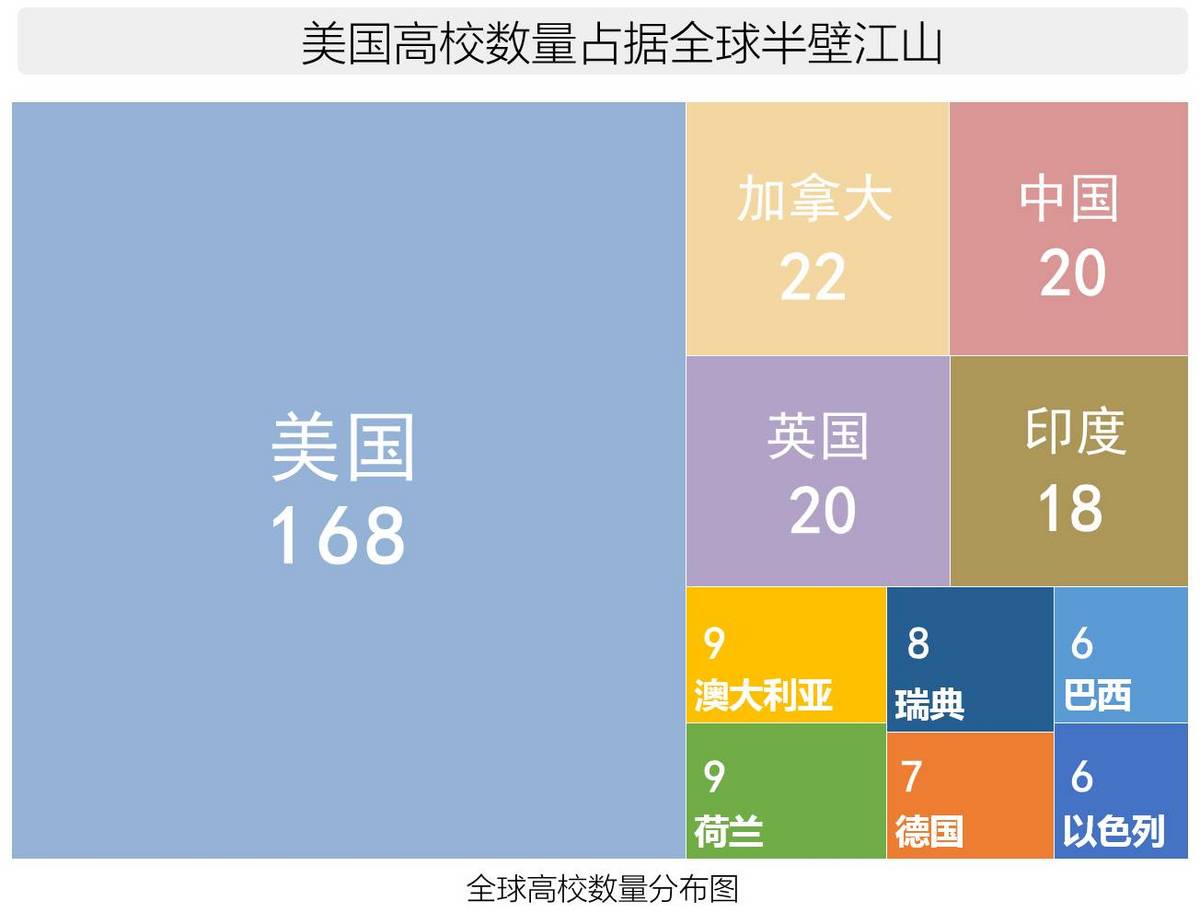 美国高校数量占据全球半壁江山
美国
168
加拿大
22
中国
20
英国
20
印度
18
9
澳大利亚
8
瑞典
6
巴西
9
荷兰
7
德国
6
以色列
全球高校数量分布图